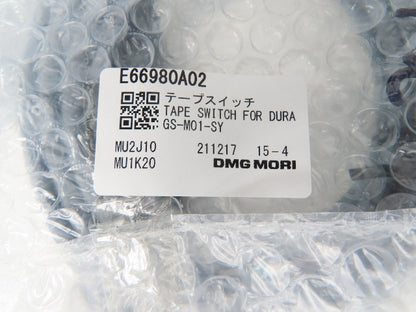 E66980A02
テープスイッチ
TAPE SWITCH FOR DURA
GS-M01-SY
MU2J10 211217 15-4
MU1K20 DMG MORI